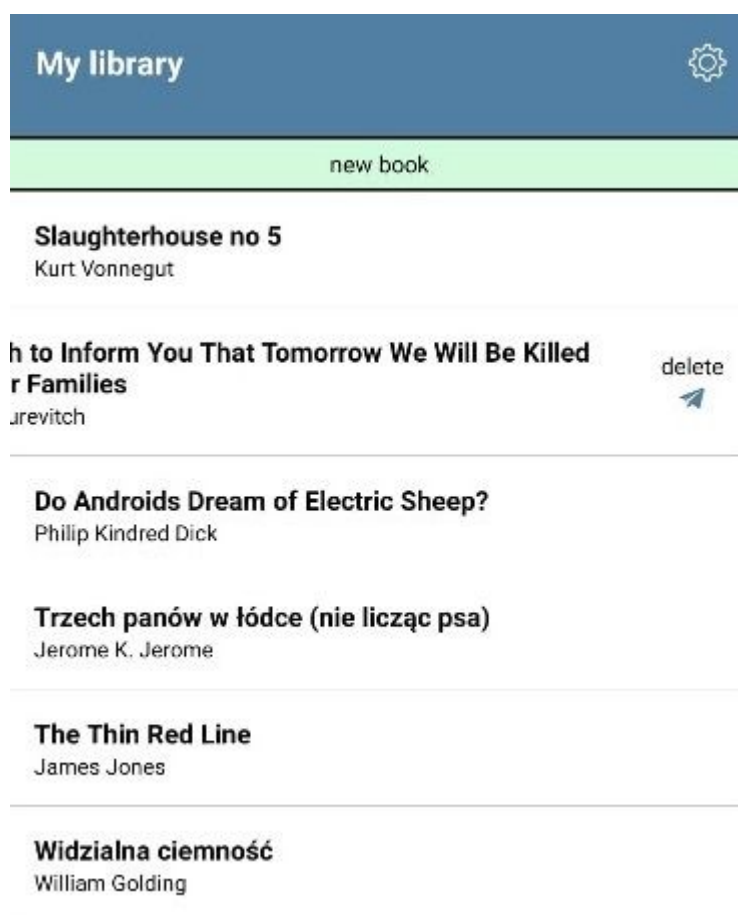 My library
new book
Slaughterhouse no 5
Kurt Vonnegut
h to Inform You That Tomorrow We Will Be Killed
r Families
urevitch
delete
Do Androids Dream of Electric Sheep?
Philip Kindred Dick
Trzech panów w łódce (nie licząc psa)
Jerome K. Jerome
The Thin Red Line
James Jones
Widzialna ciemność
William Golding